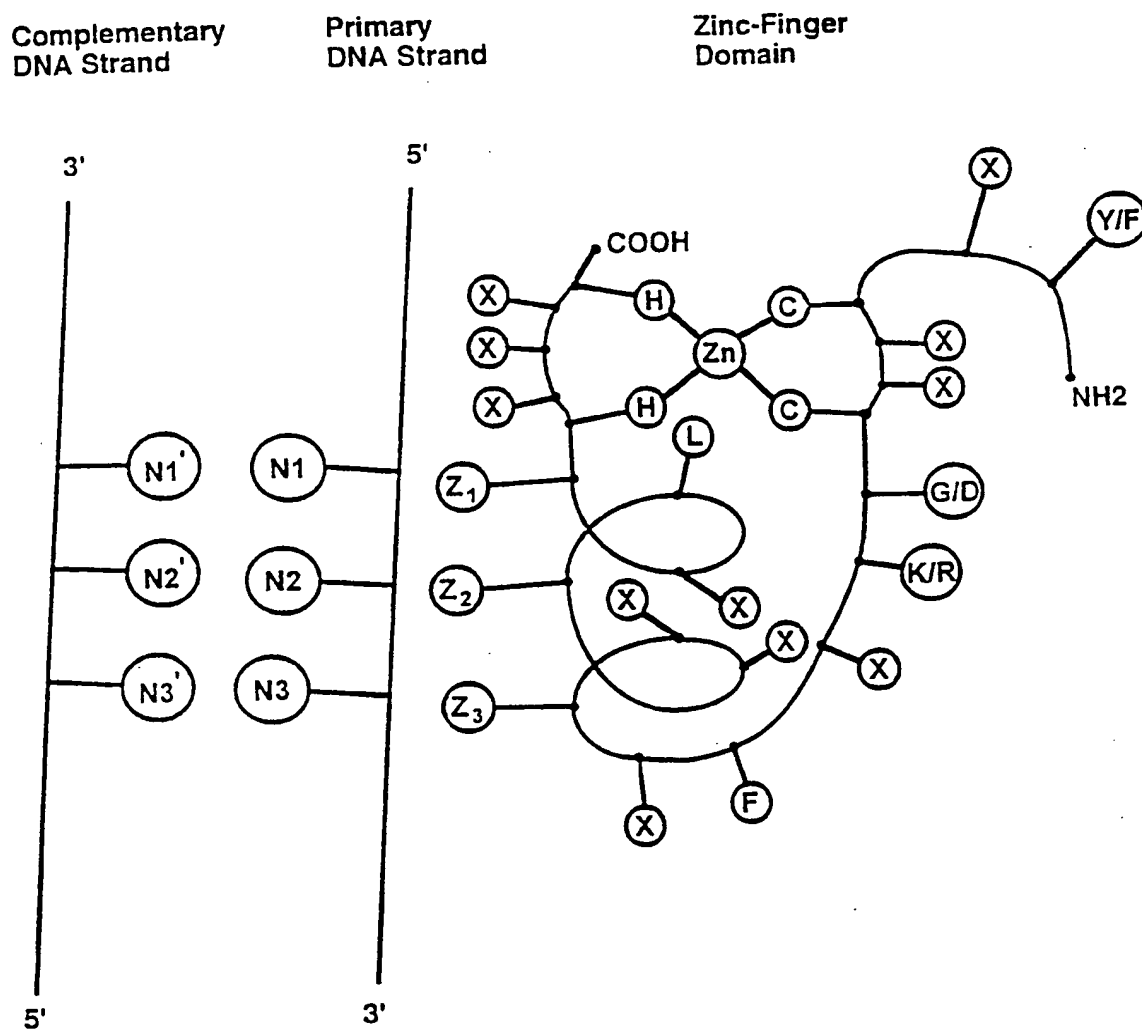 Complementary
DNA Strand
Primary
DNA Strand
Zinc-Finger
Domain
3'
5'
X
Y/F
COOH
X
H
C
X
Zn
X
X
X
H
C
NH2
L
N1'
N1
Z1
G/D
N2'
N2
Z2
K/R
X
X
X
X
N3'
N3
Z3
X
F
5'
3'